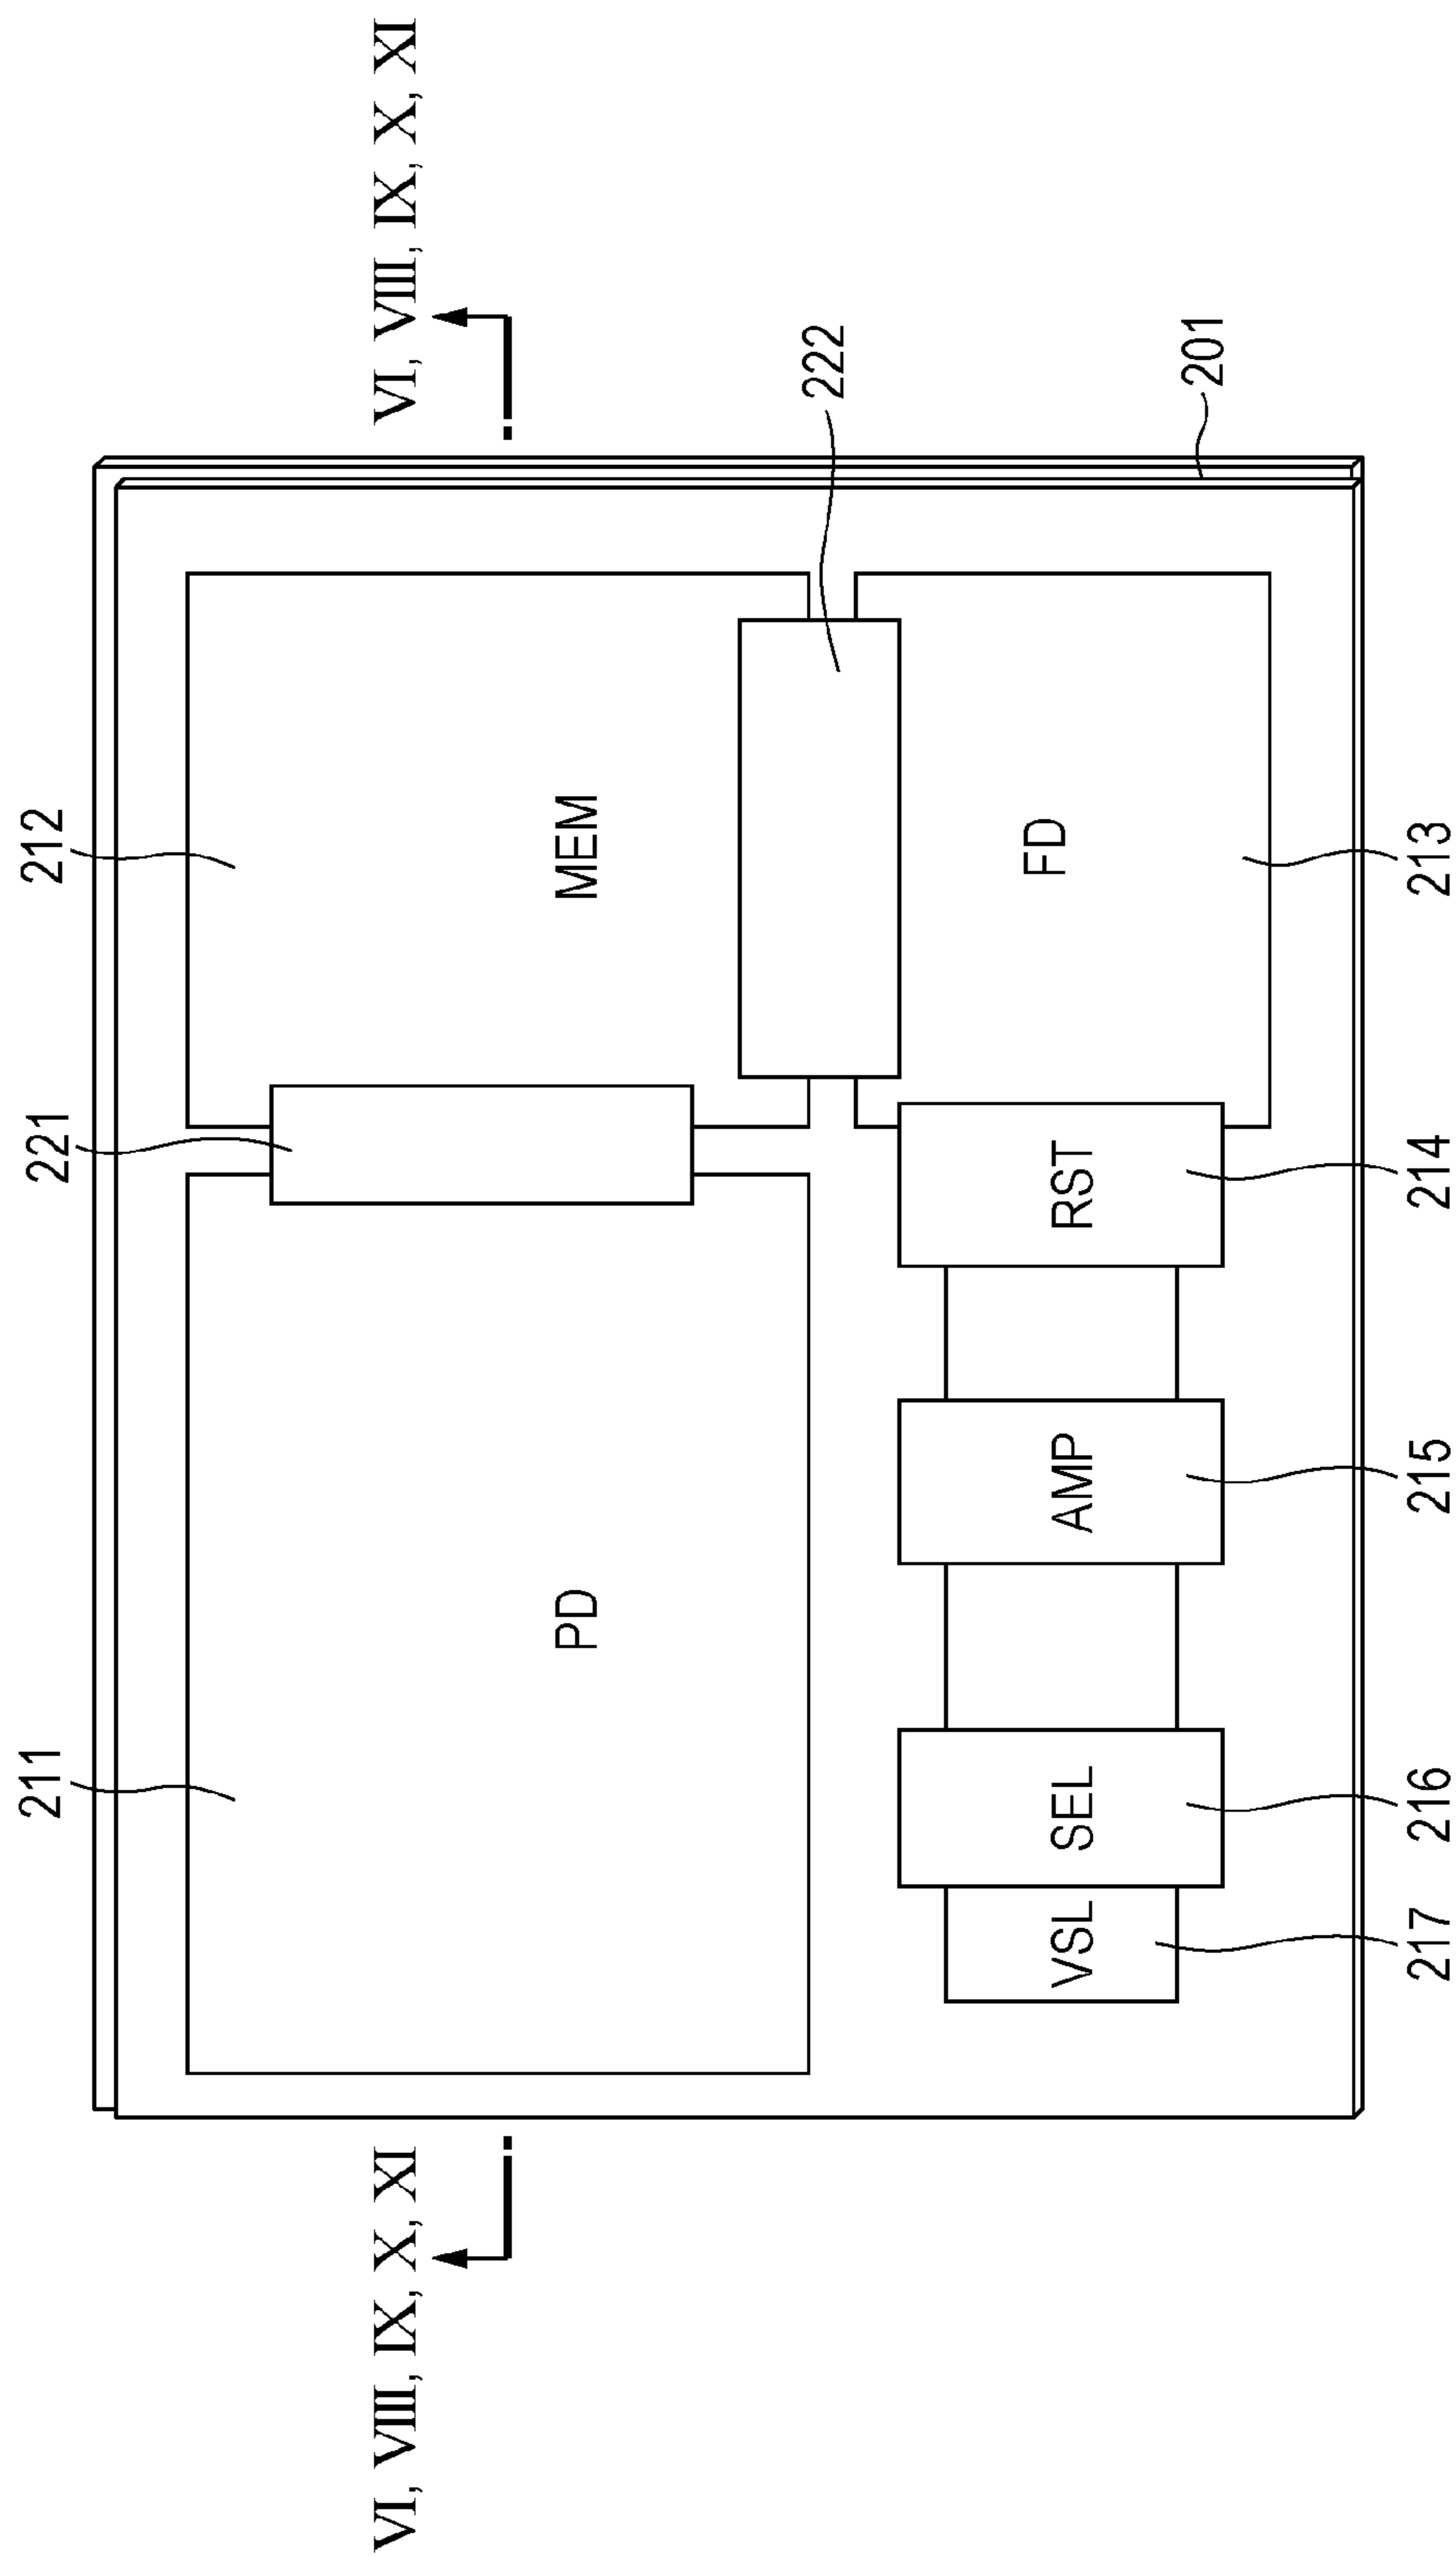 211
221
212
VI, VIII, IX, X, XI
VI, VIII, IX, X, XI
PD
MEM
222
FD
VSL
SEL
AMP
RST
201
217
216
215
214
213